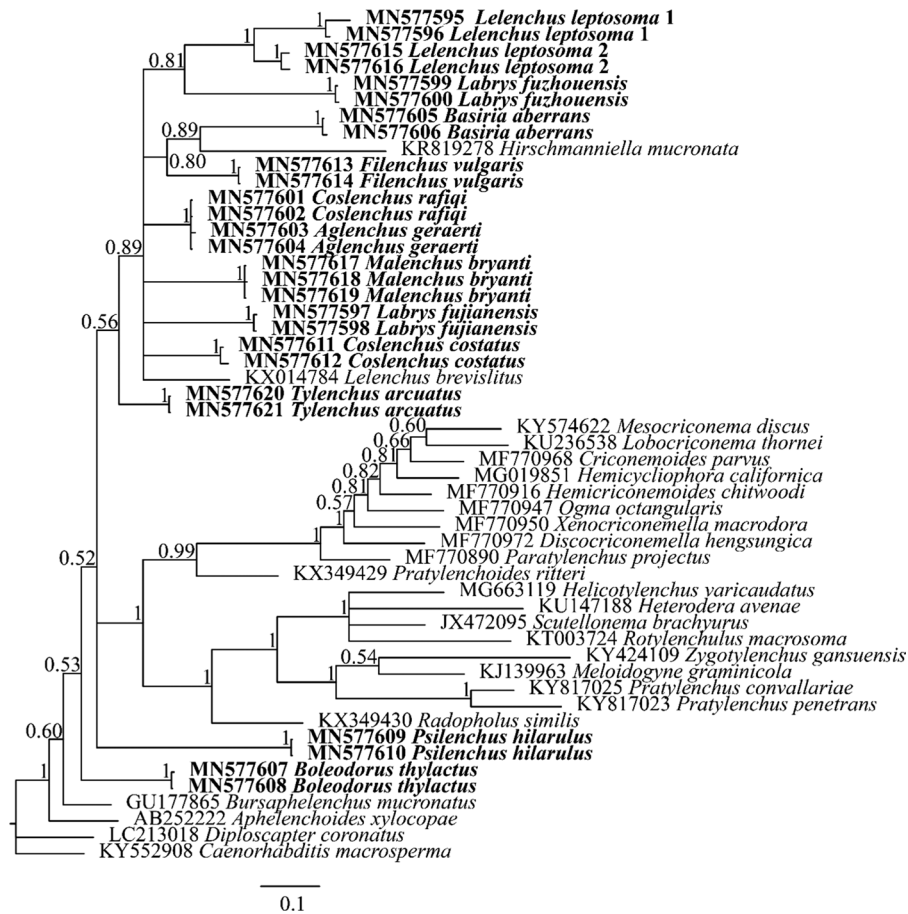 MN577595 Lelenchus leptosoma 1
MN577596 Lelenchus leptosoma 1
MN577615 Lelenchus leptosoma 2
MN577616 Lelenchus leptosoma 2
MN577599 Labrys fuzhouensis
MN577600 Labrys fuzhouensis
MN577605 Basiria aberrans
MN577606 Basiria aberrans
KR819278 Hirschmanniella mucronata
MN577613 Filenchus vulgaris
MN577614 Filenchus vulgaris
MN577601 Coslenchus rafiqi
MN577602 Coslenchus rafiqi
MN577603 Aglenchus geraerti
MN577604 Aglenchus geraerti
MN577617 Malenchus bryanti
MN577618 Malenchus bryanti
MN577619 Malenchus bryanti
MN577597 Labrys fujianensis
MN577598 Labrys fujianensis
MN577611 Coslenchus costatus
MN577612 Coslenchus costatus
KX014784 Lelenchus brevislitus
MN577620 Tylenchus arcuatus
MN577621 Tylenchus arcuatus
KY574622 Mesocriconema discus
KU236538 Lobocriconema thornei
MF770968 Criconemoides parvus
MG019851 Hemicycliophora californica
MF770916 Hemicriconemoides chitwoodi
MF770947 Ogma octangularis
MF770950 Xenocriconemella macrodora
MF770972 Discocriconemella hengsungica
MF770890 Paratylenchus projectus
KX349429 Pratylenchoides ritteri
MG663119 Helicotylenchus varicaudatus
KU147188 Heterodera avenae
JX472095 Scutellonema brachyurus
KT003724 Rotylenchulus macrosoma
KY424109 Zygotylenchus gansuensis
KJ139963 Meloidogyne graminicola
KY817025 Pratylenchus convallariae
KY817023 Pratylenchus penetrans
KX349430 Radopholus similis
MN577609 Psilenchus hilarulus
MN577610 Psilenchus hilarulus
MN577607 Boleodorus thylactus
MN577608 Boleodorus thylactus
GU177865 Bursaphelenchus mucronatus
AB252222 Aphelenchoides xylocopae
LC213018 Diploscapter coronatus
KY552908 Caenorhabditis macrosperma
1
1
1
0.81
1
1
0.89
0.80
1
1
0.89
1
1
1
0.56
1
0.60
0.66
0.81
0.82
0.81
0.57
1
1
0.99
0.52
1
1
1
0.54
1
1
1
0.53
1
0.60
1
1
0.1